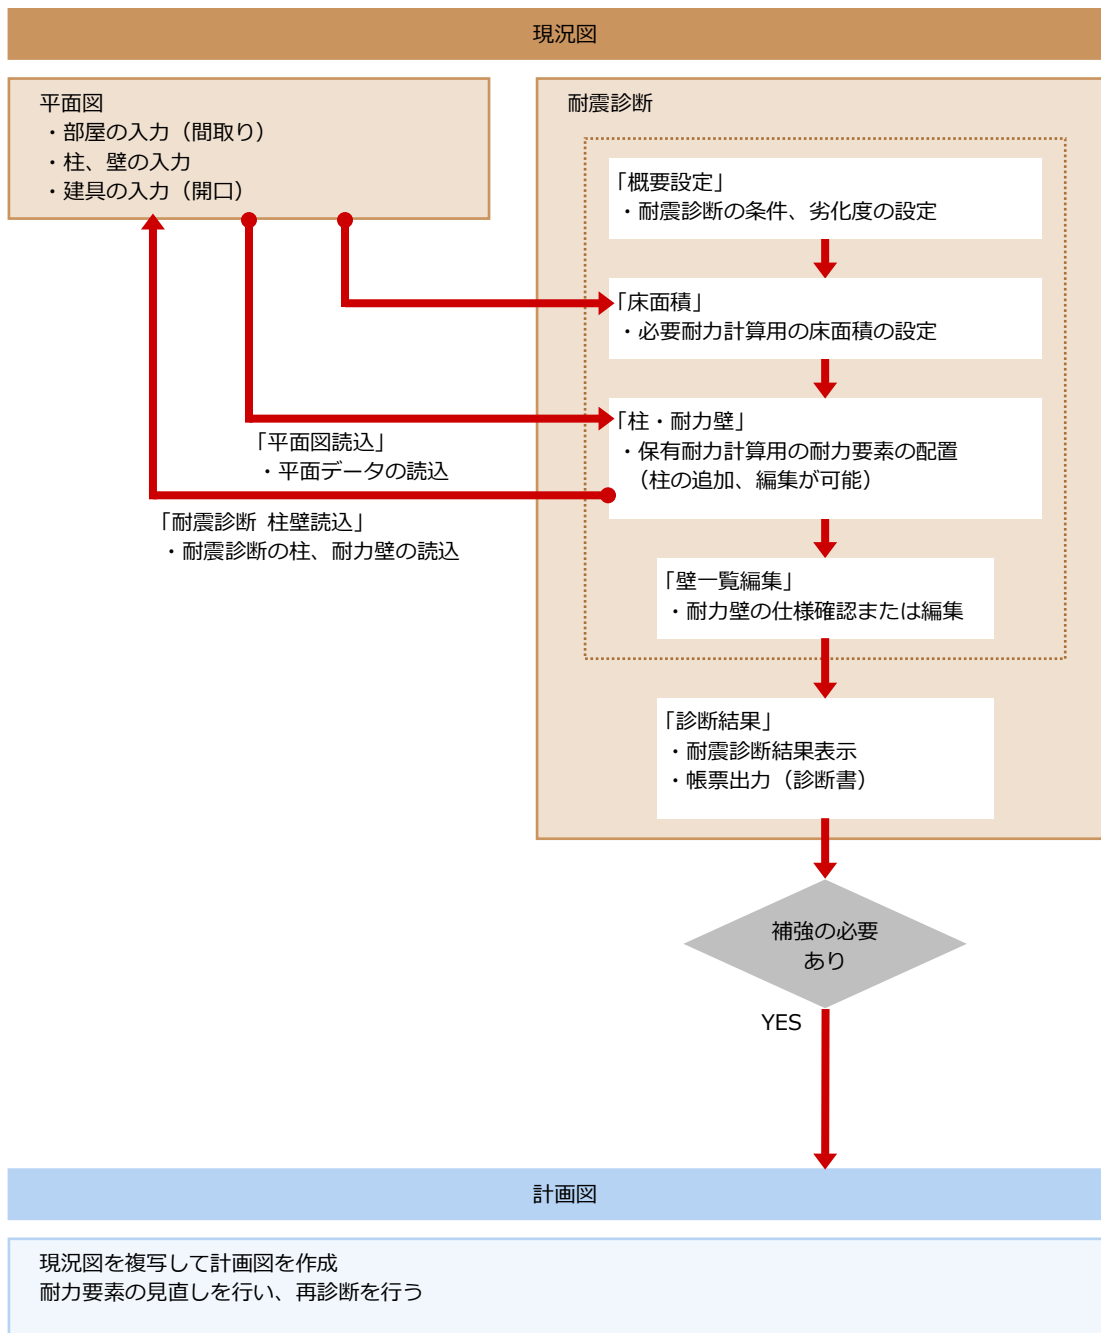 現況図
平面図
・部屋の入力（間取り）
・柱、壁の入力
・建具の入力（開口）
耐震診断
「概要設定」
・耐震診断の条件、劣化度の設定
「床面積」
・必要耐力計算用の床面積の設定
「柱・耐力壁」
・保有耐力計算用の耐力要素の配置
（柱の追加、編集が可能）
「平面図読込」
・平面データの読込
「耐震診断 柱壁読込」
・耐震診断の柱、耐力壁の読込
「壁一覧編集」
・耐力壁の仕様確認または編集
「診断結果」
・耐震診断結果表示
・帳票出力（診断書）
補強の必要
あり
YES
計画図
現況図を複写して計画図を作成
耐力要素の見直しを行い、再診断を行う